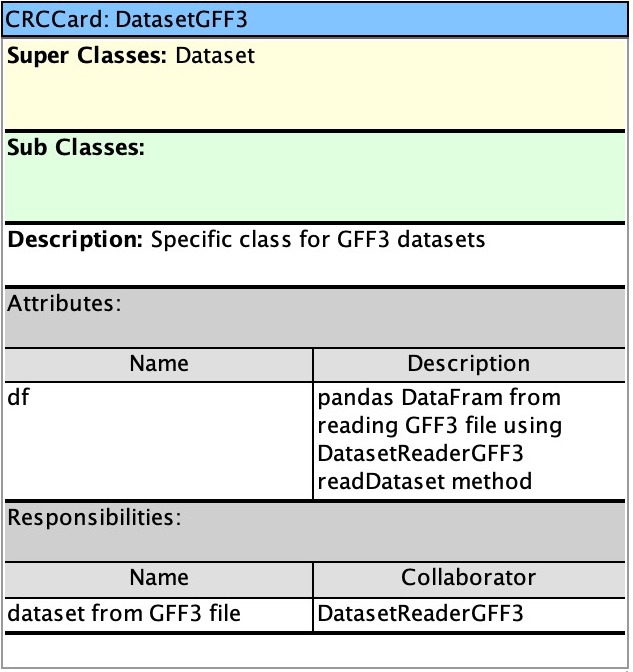 CRCCard: DatasetGFF3
Super Classes: Dataset
Sub Classes:
Description: Specific class for GFF3 datasets
Attributes:
Name
Description
df
pandas DataFram from
reading GFF3 file using
DatasetReaderGFF3
readDataset method
Responsibilities:
Name
Collaborator
dataset from GFF3 file
DatasetReaderGFF3